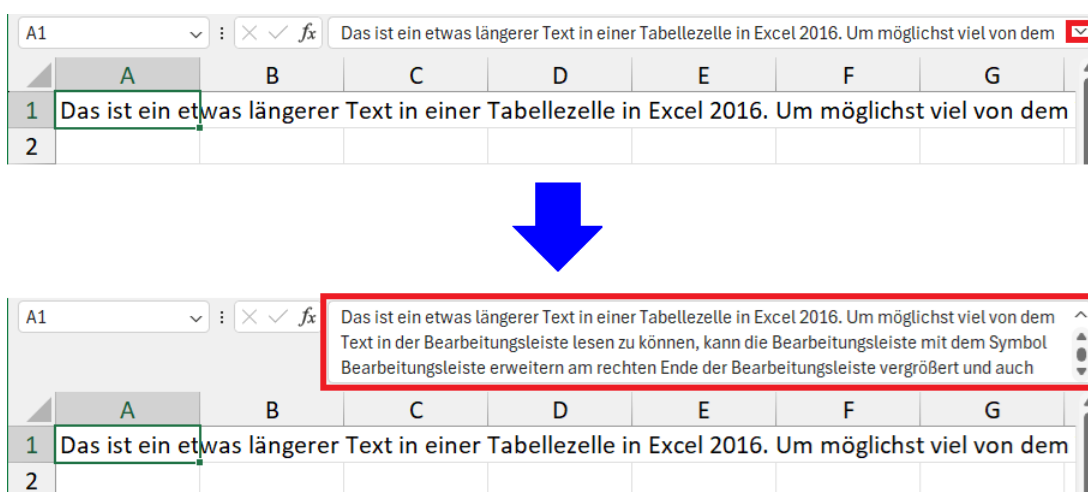 A1 fx Das ist ein etwas längerer Text in einer Tabellezelle in Excel 2016. Um möglichst viel von dem
A B C D E F G
1 Das ist ein etwas längerer Text in einer Tabellezelle in Excel 2016. Um möglichst viel von dem
2
A1 fx Das ist ein etwas längerer Text in einer Tabellezelle in Excel 2016. Um möglichst viel von dem
Text in der Bearbeitungsleiste lesen zu können, kann die Bearbeitungsleiste mit dem Symbol
Bearbeitungsleiste erweitern am rechten Ende der Bearbeitungsleiste vergrößert und auch
A B C D E F G
1 Das ist ein etwas längerer Text in einer Tabellezelle in Excel 2016. Um möglichst viel von dem
2